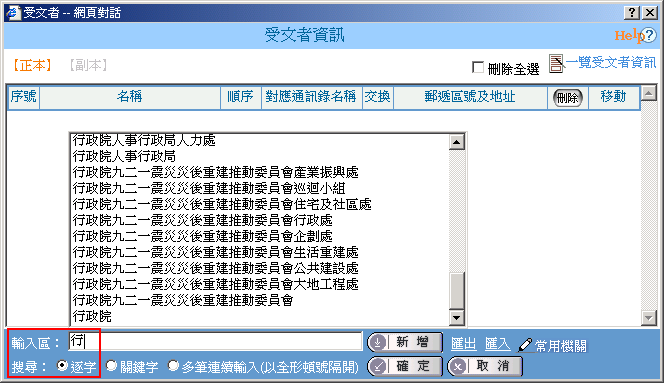 受文者 -- 網頁對話
受文者資訊 Help?
【正本】【副本】 刪除全選 一覽受文者資訊
序號 名稱 順序 對應通訊錄名稱 交換 郵遞區號及地址 刪除 移動
行政院人事行政局人力處
行政院人事行政局
行政院九二一震災災後重建推動委員會產業振興處
行政院九二一震災災後重建推動委員會巡迴小組
行政院九二一震災災後重建推動委員會住宅及社區處
行政院九二一震災災後重建推動委員會行政處
行政院九二一震災災後重建推動委員會企劃處
行政院九二一震災災後重建推動委員會生活重建處
行政院九二一震災災後重建推動委員會公共建設處
行政院九二一震災災後重建推動委員會大地工程處
行政院九二一震災災後重建推動委員會
行政院
輸入區： 行 新 增 匯出 匯入 常用機關
搜尋： 逐字 關鍵字 多筆連續輸入(以全形頓號隔開) 確 定 取 消